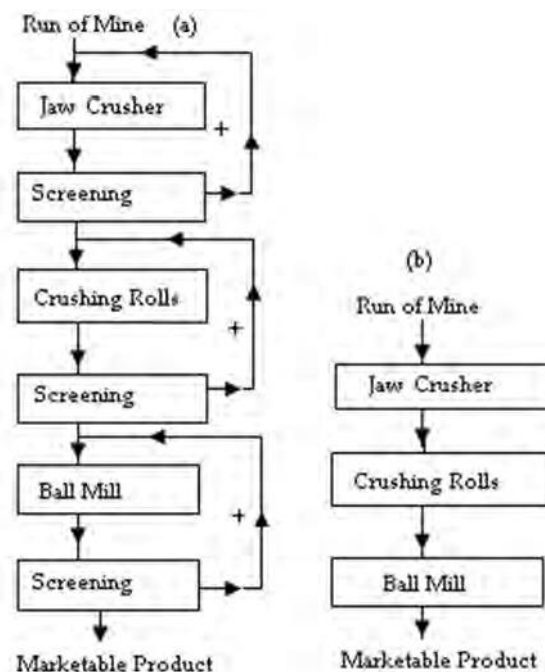 Run of Mine (a)
Jaw Crusher
+
Screening
Crushing Rolls
+
Screening
Ball Mill
+
Screening
Marketable Product
(b)
Run of Mine
Jaw Crusher
Crushing Rolls
Ball Mill
Marketable Product